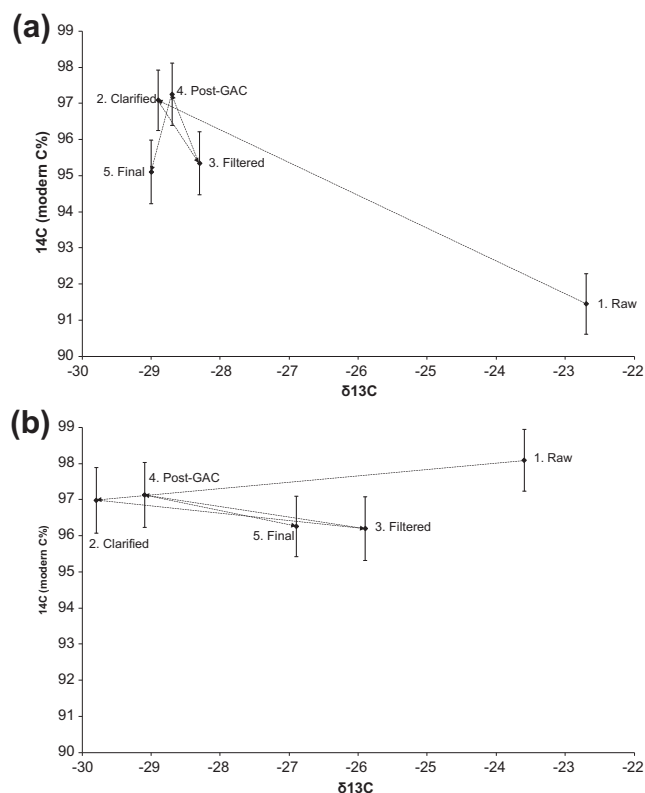 (a)
99
98
97
96
95
94
93
92
91
90
14C (modern C%)
4. Post-GAC
2. Clarified
3. Filtered
5. Final
1. Raw
-30 -29 -28 -27 -26 -25 -24 -23 -22
δ13C
(b)
99
98
97
96
95
94
93
92
91
90
14C (modern C%)
1. Raw
4. Post-GAC
2. Clarified
5. Final
3. Filtered
-30 -29 -28 -27 -26 -25 -24 -23 -22
δ13C